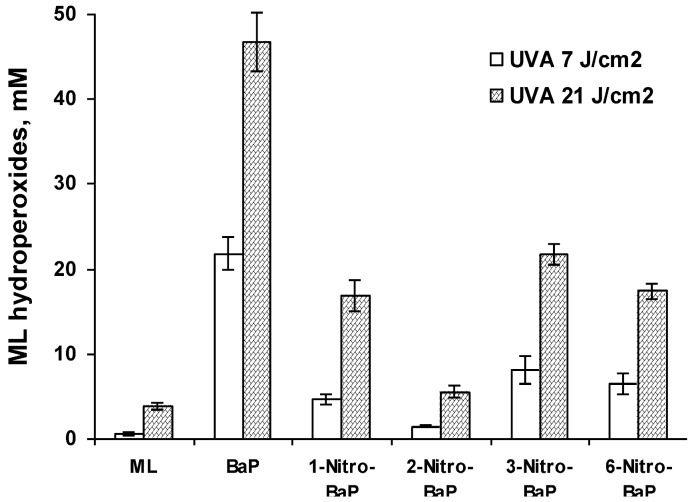 50
40
30
20
10
0
ML hydroperoxides, mM
UVA 7 J/cm2
UVA 21 J/cm2
ML BaP 1-Nitro- 2-Nitro- 3-Nitro- 6-Nitro-
BaP BaP BaP BaP